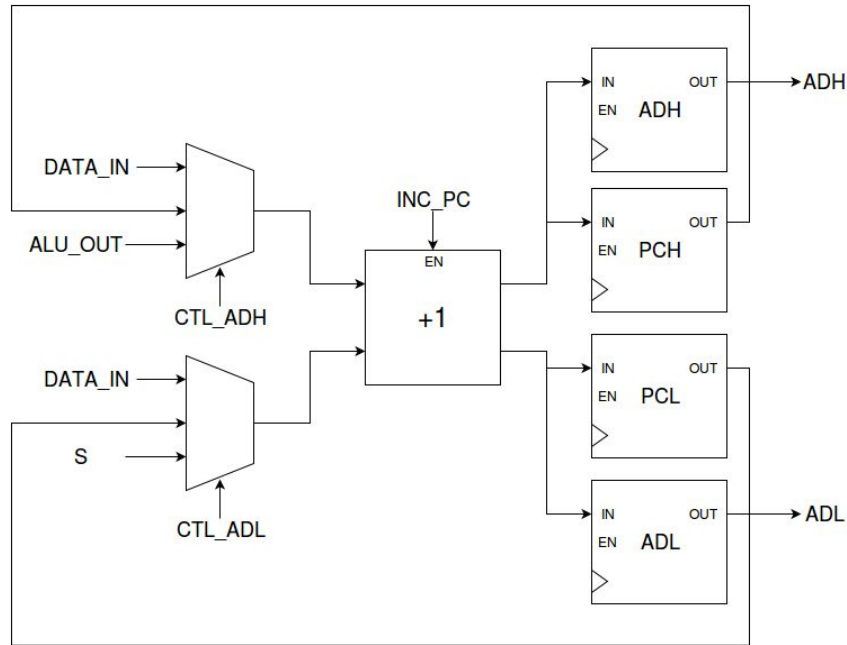 IN OUT
ADH
EN ADH
DATA_IN
INC_PC
IN OUT
ALU_OUT
EN PCH
EN
CTL_ADH
+1
IN OUT
DATA_IN
EN PCL
S
IN OUT
ADL
CTL_ADL
EN ADL